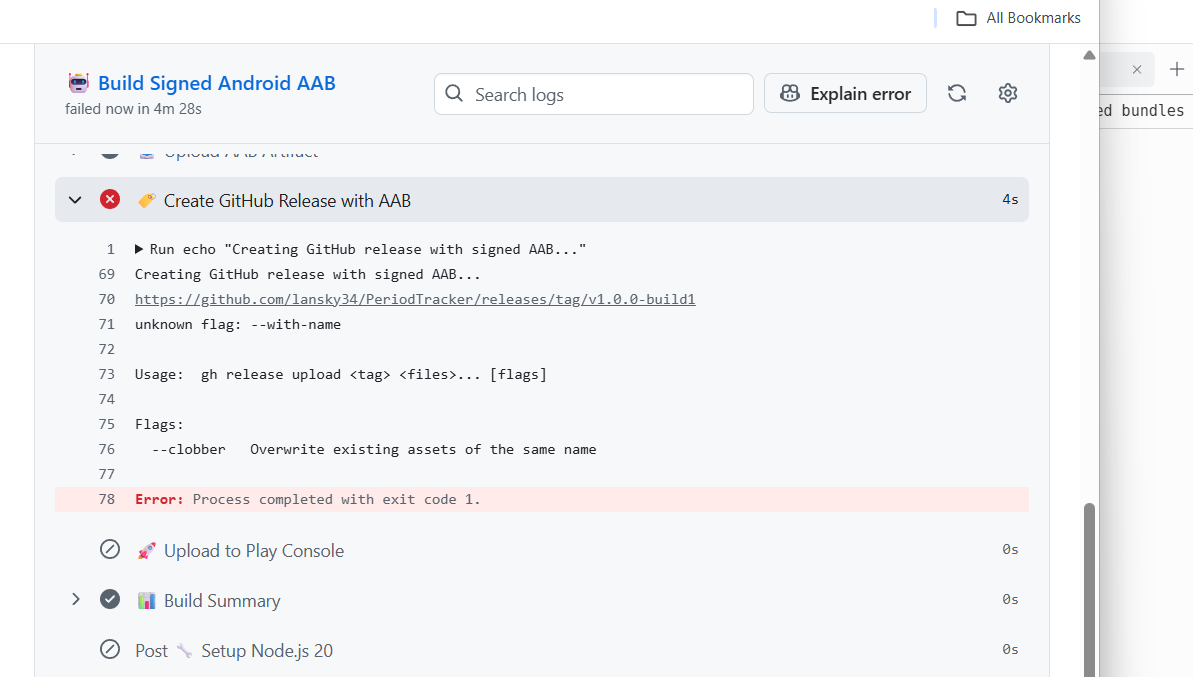 All Bookmarks
Build Signed Android AAB
failed now in 4m 28s
Search logs
Explain error
ed bundles
Upload AAB Artifact
Create GitHub Release with AAB 4s
1 Run echo "Creating GitHub release with signed AAB..."
69 Creating GitHub release with signed AAB...
70 https://github.com/lansky34/PeriodTracker/releases/tag/v1.0.0-build1
71 unknown flag: --with-name
72
73 Usage:  gh release upload <tag> <files>... [flags]
74
75 Flags:
76   --clobber   Overwrite existing assets of the same name
77
78 Error: Process completed with exit code 1.
Upload to Play Console 0s
Build Summary 0s
Post Setup Node.js 20 0s